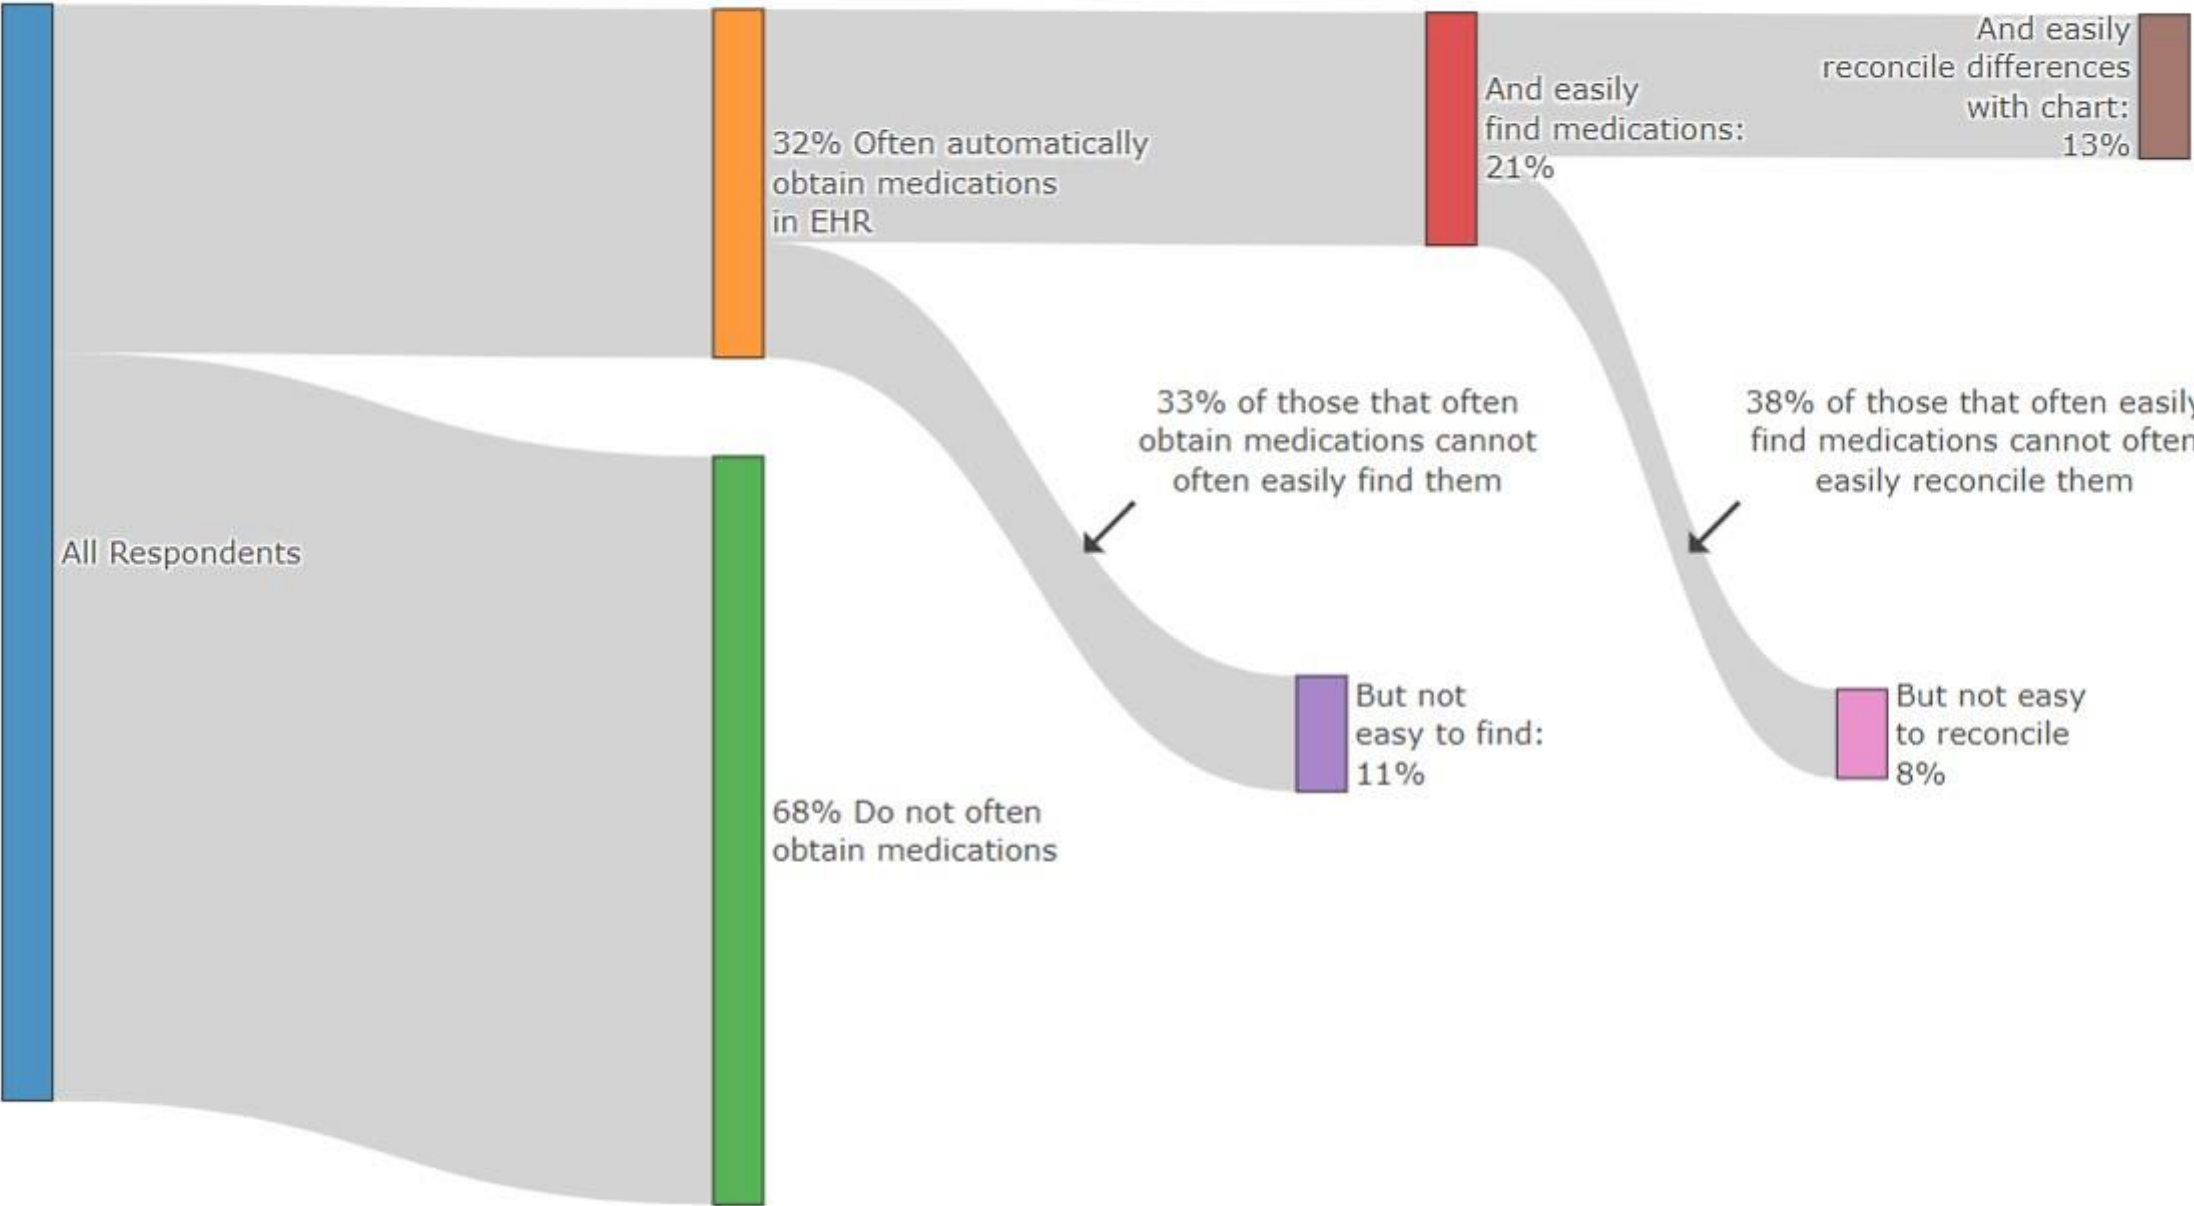 And easily
reconcile differences
with chart:
13%
And easily
find medications:
21%
32% Often automatically
obtain medications
in EHR
33% of those that often
obtain medications cannot
often easily find them
38% of those that often easily
find medications cannot often
easily reconcile them
All Respondents
But not
easy to find:
11%
But not easy
to reconcile
8%
68% Do not often
obtain medications